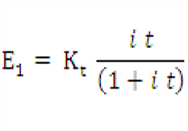 E₁ = Kₜ i t / (1 + i t)